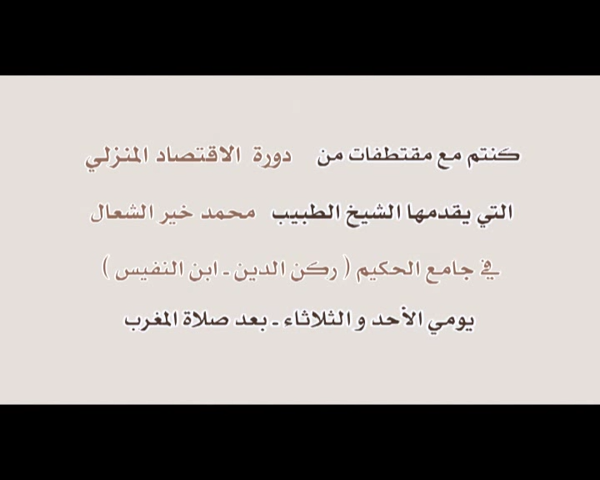 كنتم مع مقتطفات من دورة الاقتصاد المنزلي
التي يقدمها الشيخ الطبيب محمد خير الشعال
في جامع الحكيم ( ركن الدين - ابن النفيس )
يومي الأحد و الثلاثاء - بعد صلاة المغرب